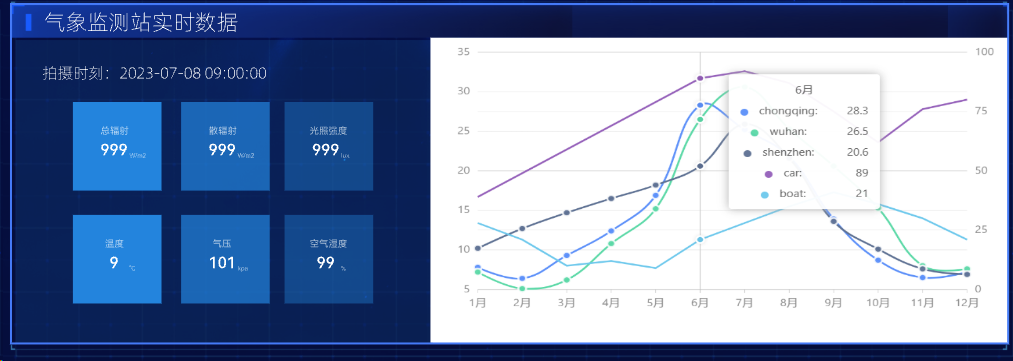 气象监测站实时数据
拍摄时刻：2023-07-08 09:00:00
总辐射
999 W/m2
散辐射
999 W/m2
光照强度
999 lux
温度
9 ℃
气压
101 kpa
空气湿度
99 %
35
30
25
20
15
10
5
100
75
50
25
0
6月
chongqing: 28.3
wuhan: 26.5
shenzhen: 20.6
car: 89
boat: 21
1月 2月 3月 4月 5月 6月 7月 8月 9月 10月 11月 12月